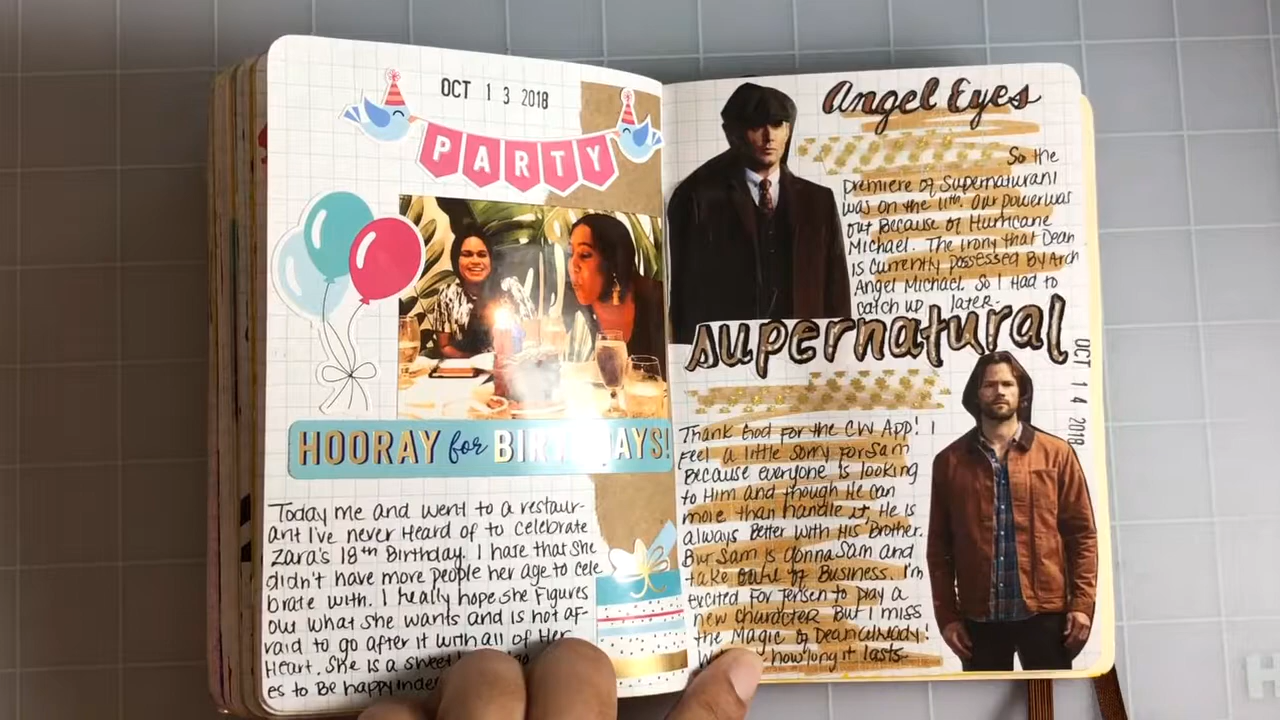 OCT 13 2018
PARTY
HOORAY for BIRTHDAYS!
Today me and went to a restaur-
ant I've never Heard of to celebrate
Zara's 18th Birthday. I hate that she
didn't have more people her age to cele
brate with. I really hope she Figures
out what she wants and is not af-
raid to go after it with all of Her
Heart. She is a sweet
es to Be happy
Angel Eyes
So the
premiere of Supernatural
was on the 11th. Our power was
out Because of Hurricane
Michael. The irony that Dean
is currently possessed By Arch
Angel Michael. So I Had to
catch up later.
supernatural
OCT 14 2018
Thank God for the CW App! I
Feel a little sorry for Sam
Because everyone is looking
to Him and though He can
more than handle it, He is
always Better with His Brother.
But Sam is gonna Sam and
take of Business. I'm
excited For Jensen to play a
new character But I miss
the Magic of Dean already!
how long it lasts.
H